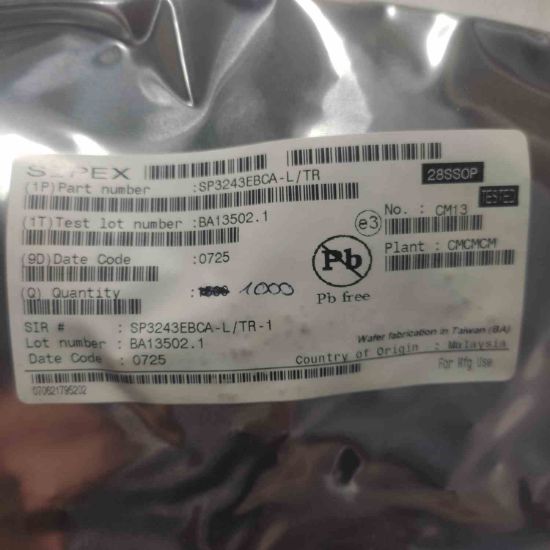 SIPEX
28SSOP
(1P)Part number :SP3243EBCA-L/TR
TESTED
(1T)Test lot number :BA13502.1
e3
No. : CM13
(9D)Date Code :0725
Pb
Plant : CMCMCM
(Q) Quantity : 1000
Pb free
SIR # : SP3243EBCA-L/TR-1
Lot number : BA13502.1
Wafer fabrication in Taiwan (BA)
Date Code : 0725
Country of Origin : Malaysia
For Mfg Use
070621795202